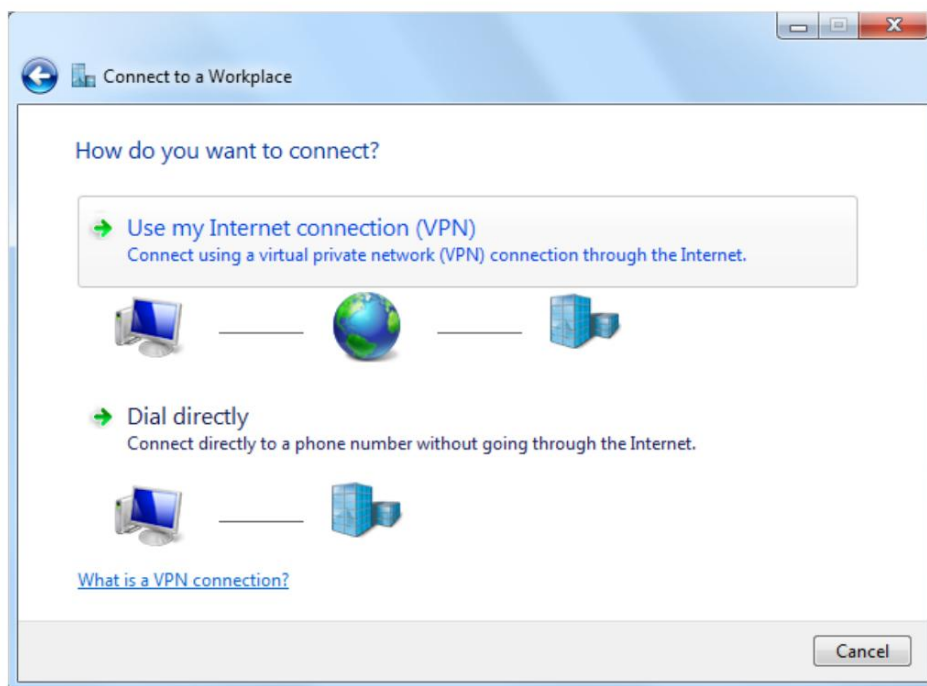 Connect to a Workplace
How do you want to connect?
Use my Internet connection (VPN)
Connect using a virtual private network (VPN) connection through the Internet.
Dial directly
Connect directly to a phone number without going through the Internet.
What is a VPN connection?
Cancel